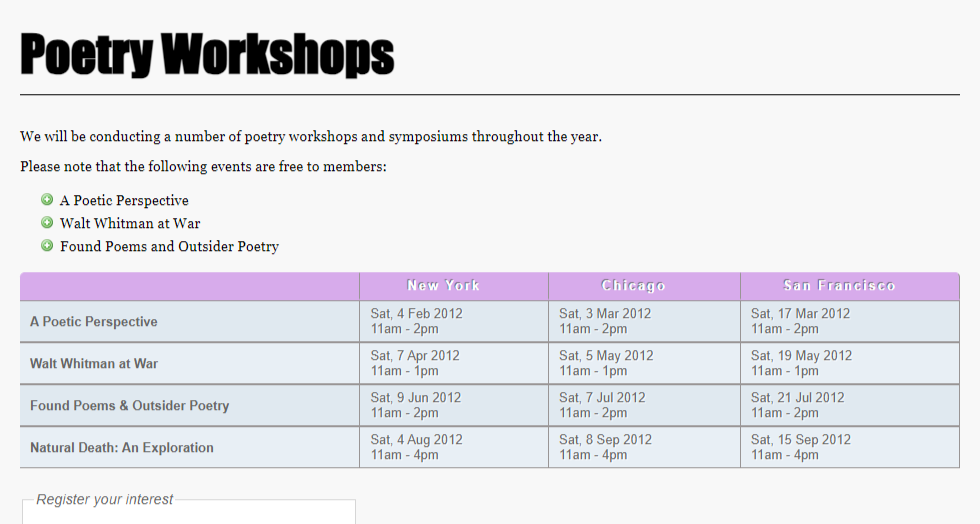 Poetry Workshops
We will be conducting a number of poetry workshops and symposiums throughout the year.
Please note that the following events are free to members:
A Poetic Perspective
Walt Whitman at War
Found Poems and Outsider Poetry
New York Chicago San Francisco
A Poetic Perspective
Sat, 4 Feb 2012
11am - 2pm
Sat, 3 Mar 2012
11am - 2pm
Sat, 17 Mar 2012
11am - 2pm
Walt Whitman at War
Sat, 7 Apr 2012
11am - 1pm
Sat, 5 May 2012
11am - 1pm
Sat, 19 May 2012
11am - 1pm
Found Poems & Outsider Poetry
Sat, 9 Jun 2012
11am - 2pm
Sat, 7 Jul 2012
11am - 2pm
Sat, 21 Jul 2012
11am - 2pm
Natural Death: An Exploration
Sat, 4 Aug 2012
11am - 4pm
Sat, 8 Sep 2012
11am - 4pm
Sat, 15 Sep 2012
11am - 4pm
Register your interest